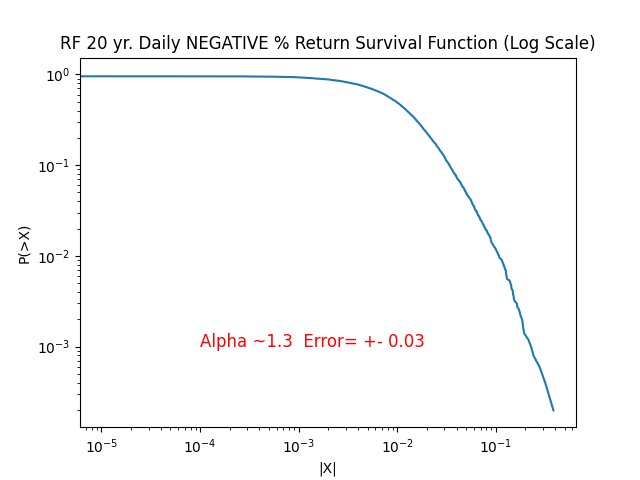 RF 20 yr. Daily NEGATIVE % Return Survival Function (Log Scale)
10⁰
10⁻¹
10⁻²
10⁻³
P(>X)
Alpha ~1.3  Error= +- 0.03
10⁻⁵ 10⁻⁴ 10⁻³ 10⁻² 10⁻¹
|X|